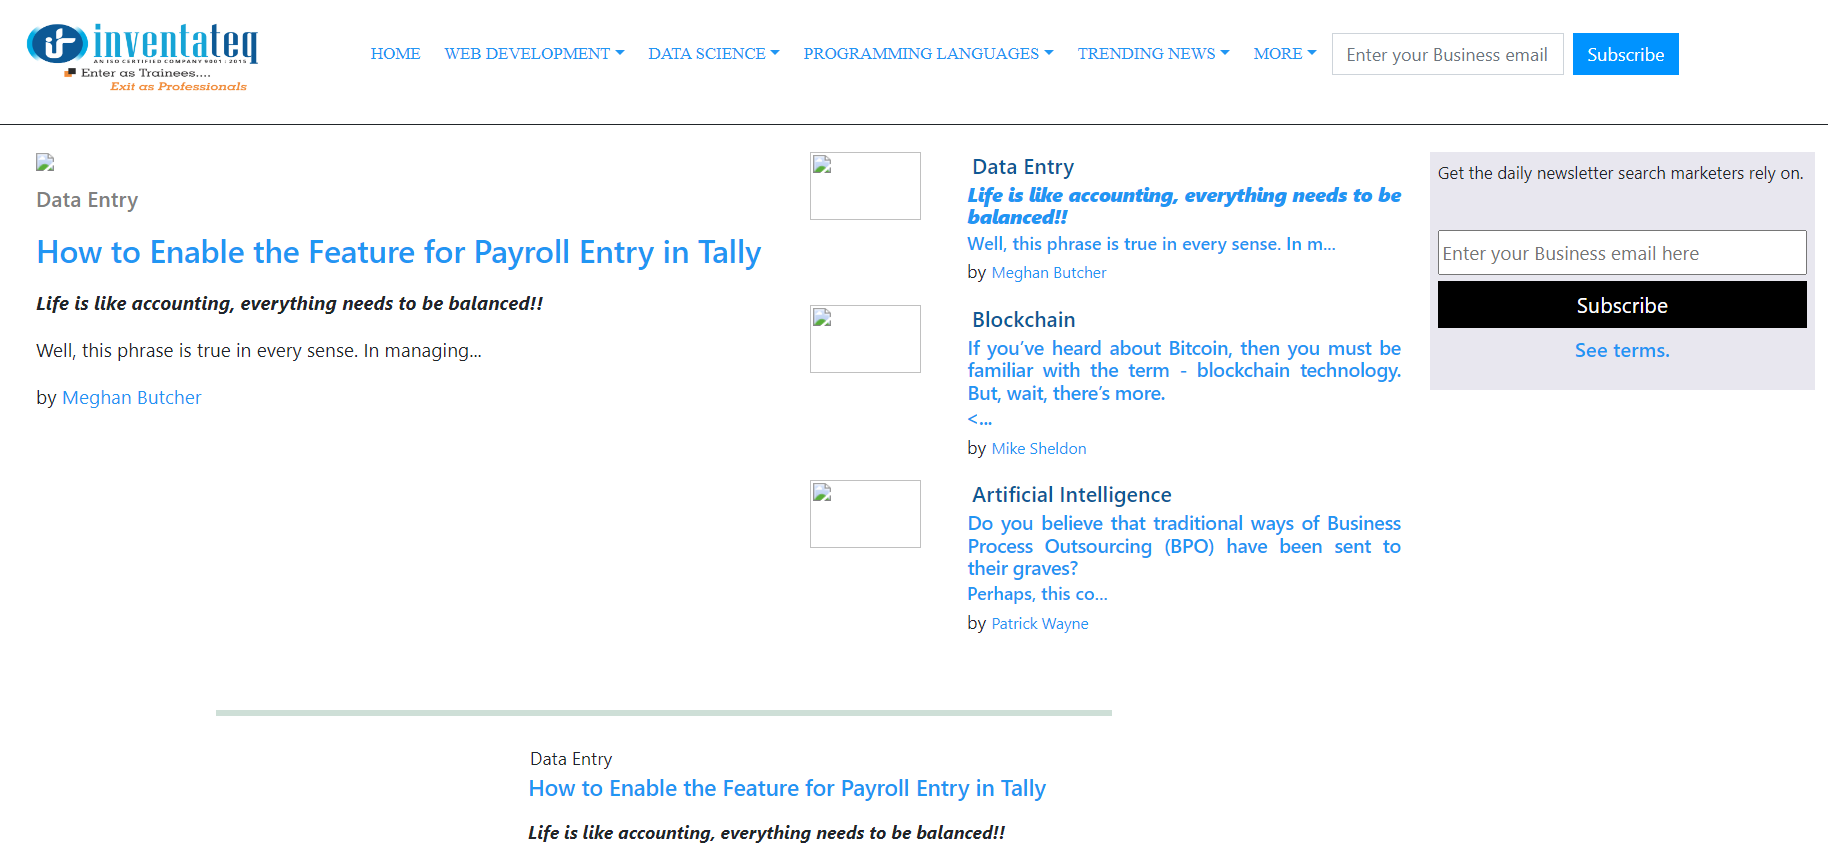 inventateq
AN ISO CERTIFIED COMPANY 9001 : 2015
Enter as Trainees....
Exit as Professionals
HOME WEB DEVELOPMENT DATA SCIENCE PROGRAMMING LANGUAGES TRENDING NEWS MORE Enter your Business email Subscribe
Data Entry
How to Enable the Feature for Payroll Entry in Tally
Life is like accounting, everything needs to be balanced!!
Well, this phrase is true in every sense. In managing...
by Meghan Butcher
Data Entry
Life is like accounting, everything needs to be
balanced!!
Well, this phrase is true in every sense. In m...
by Meghan Butcher
Blockchain
If you’ve heard about Bitcoin, then you must be
familiar with the term - blockchain technology.
But, wait, there’s more.
<...
by Mike Sheldon
Artificial Intelligence
Do you believe that traditional ways of Business
Process Outsourcing (BPO) have been sent to
their graves?
Perhaps, this co...
by Patrick Wayne
Get the daily newsletter search marketers rely on.
Enter your Business email here
Subscribe
See terms.
Data Entry
How to Enable the Feature for Payroll Entry in Tally
Life is like accounting, everything needs to be balanced!!